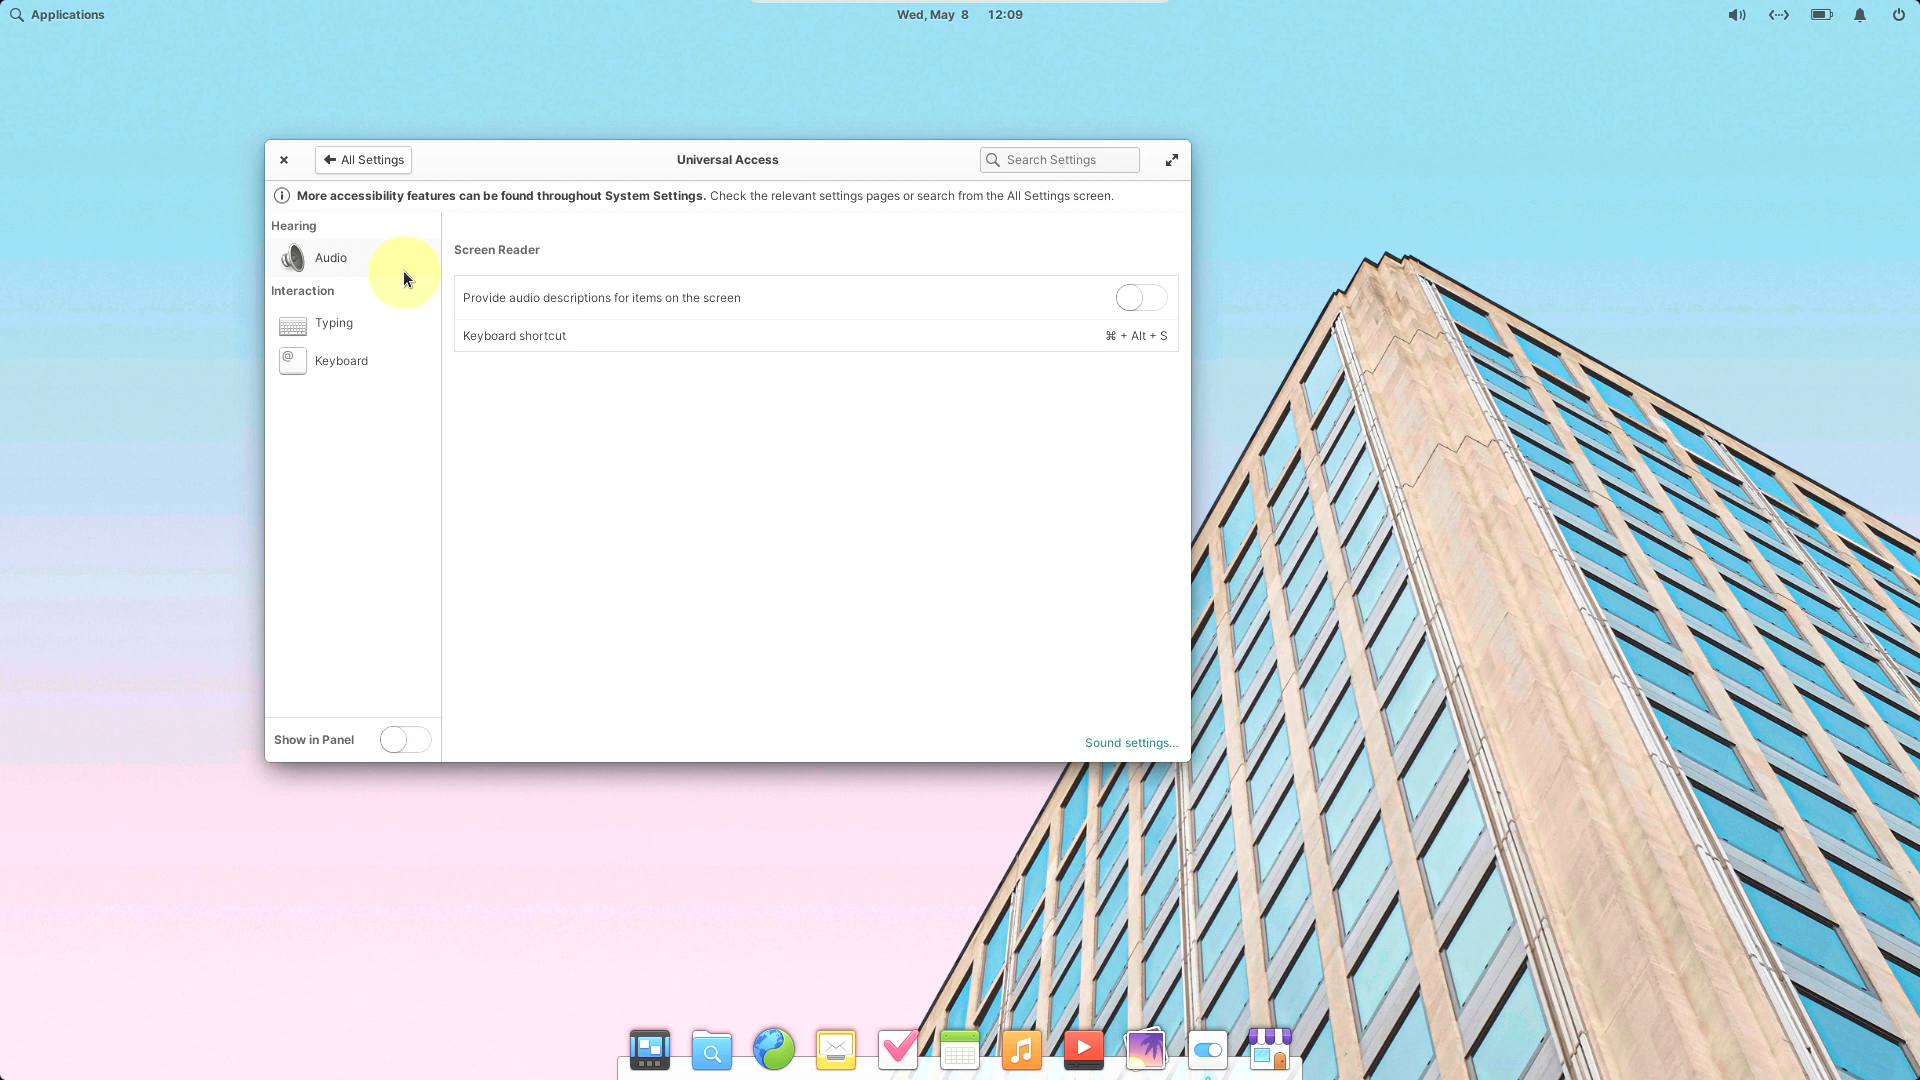 Applications
Wed, May 8 12:09
All Settings
Universal Access
Search Settings
More accessibility features can be found throughout System Settings. Check the relevant settings pages or search from the All Settings screen.
Hearing
Audio
Interaction
Typing
@
Keyboard
Screen Reader
Provide audio descriptions for items on the screen
Keyboard shortcut
⌘ + Alt + S
Show in Panel
Sound settings...